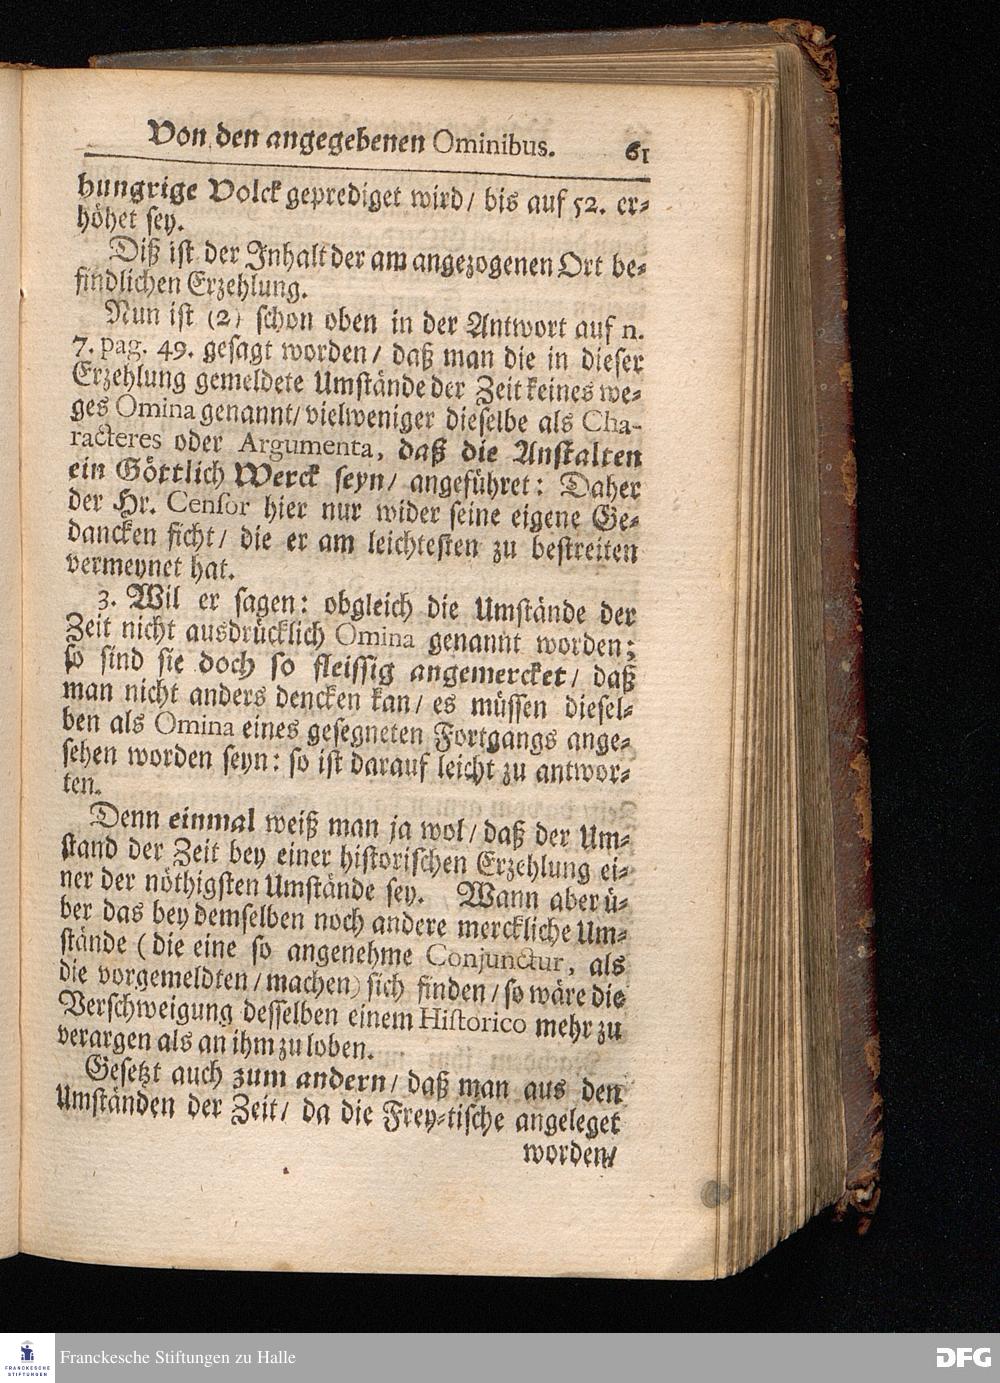 Von den angegebenen Ominibus. 61
hungrige Volck geprediget wird/ bis auf 52. er-
höhet sey.
Diß ist der Inhalt der am angezogenen Ort be-
findlichen Erzehlung.
Nun ist (2) schon oben in der Antwort auf n.
7. pag. 49. gesagt worden/ daß man die in dieser
Erzehlung gemeldete Umstände der Zeit keines we-
ges Omina genannt/ vielweniger dieselbe als Cha-
racteres oder Argumenta, daß die Anstalten
ein Göttlich Werck seyn/ angeführet: Daher
der Hr. Censor hier nur wider seine eigene Ge-
dancken ficht/ die er am leichtesten zu bestreiten
vermeynet hat.
3. Wil er sagen: obgleich die Umstände der
Zeit nicht ausdrücklich Omina genannt worden;
so sind sie doch so fleissig angemercket/ daß
man nicht anders dencken kan/ es müssen diesel-
ben als Omina eines gesegneten Fortgangs ange-
sehen worden seyn: so ist darauf leicht zu antwor-
ten.
Denn einmal weiß man ja wol/ daß der Um-
stand der Zeit bey einer historischen Erzehlung ei-
ner der nöthigsten Umstände sey. Wann aber ü-
ber das bey demselben noch andere merckliche Um-
stände (die eine so angenehme Conjunctur, als
die vorgemeldten/ machen) sich finden/ so wäre die
Verschweigung desselben einem Historico mehr zu
verargen als an ihm zu loben.
Gesetzt auch zum andern/ daß man aus den
Umständen der Zeit/ da die Frey-tische angeleget
worden/
FRANCKESCHE
STIFTUNGEN
Franckesche Stiftungen zu Halle
DFG